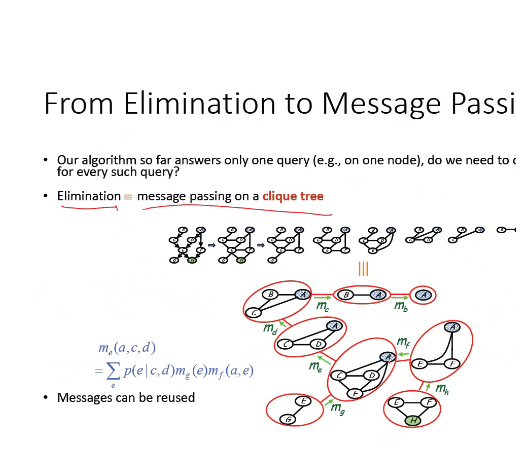 From Elimination to Message Passi
• Our algorithm so far answers only one query (e.g., on one node), do we need to
for every such query?
• Elimination ≡ message passing on a clique tree
B A C
m_c
B A
m_b
A
m_d
A C D
m_e
A C D E
m_f
A E F
m_g
E G
m_h
E F H
m_e(a,c,d)
= ∑_e p(e|c,d)m_g(e)m_f(a,e)
• Messages can be reused